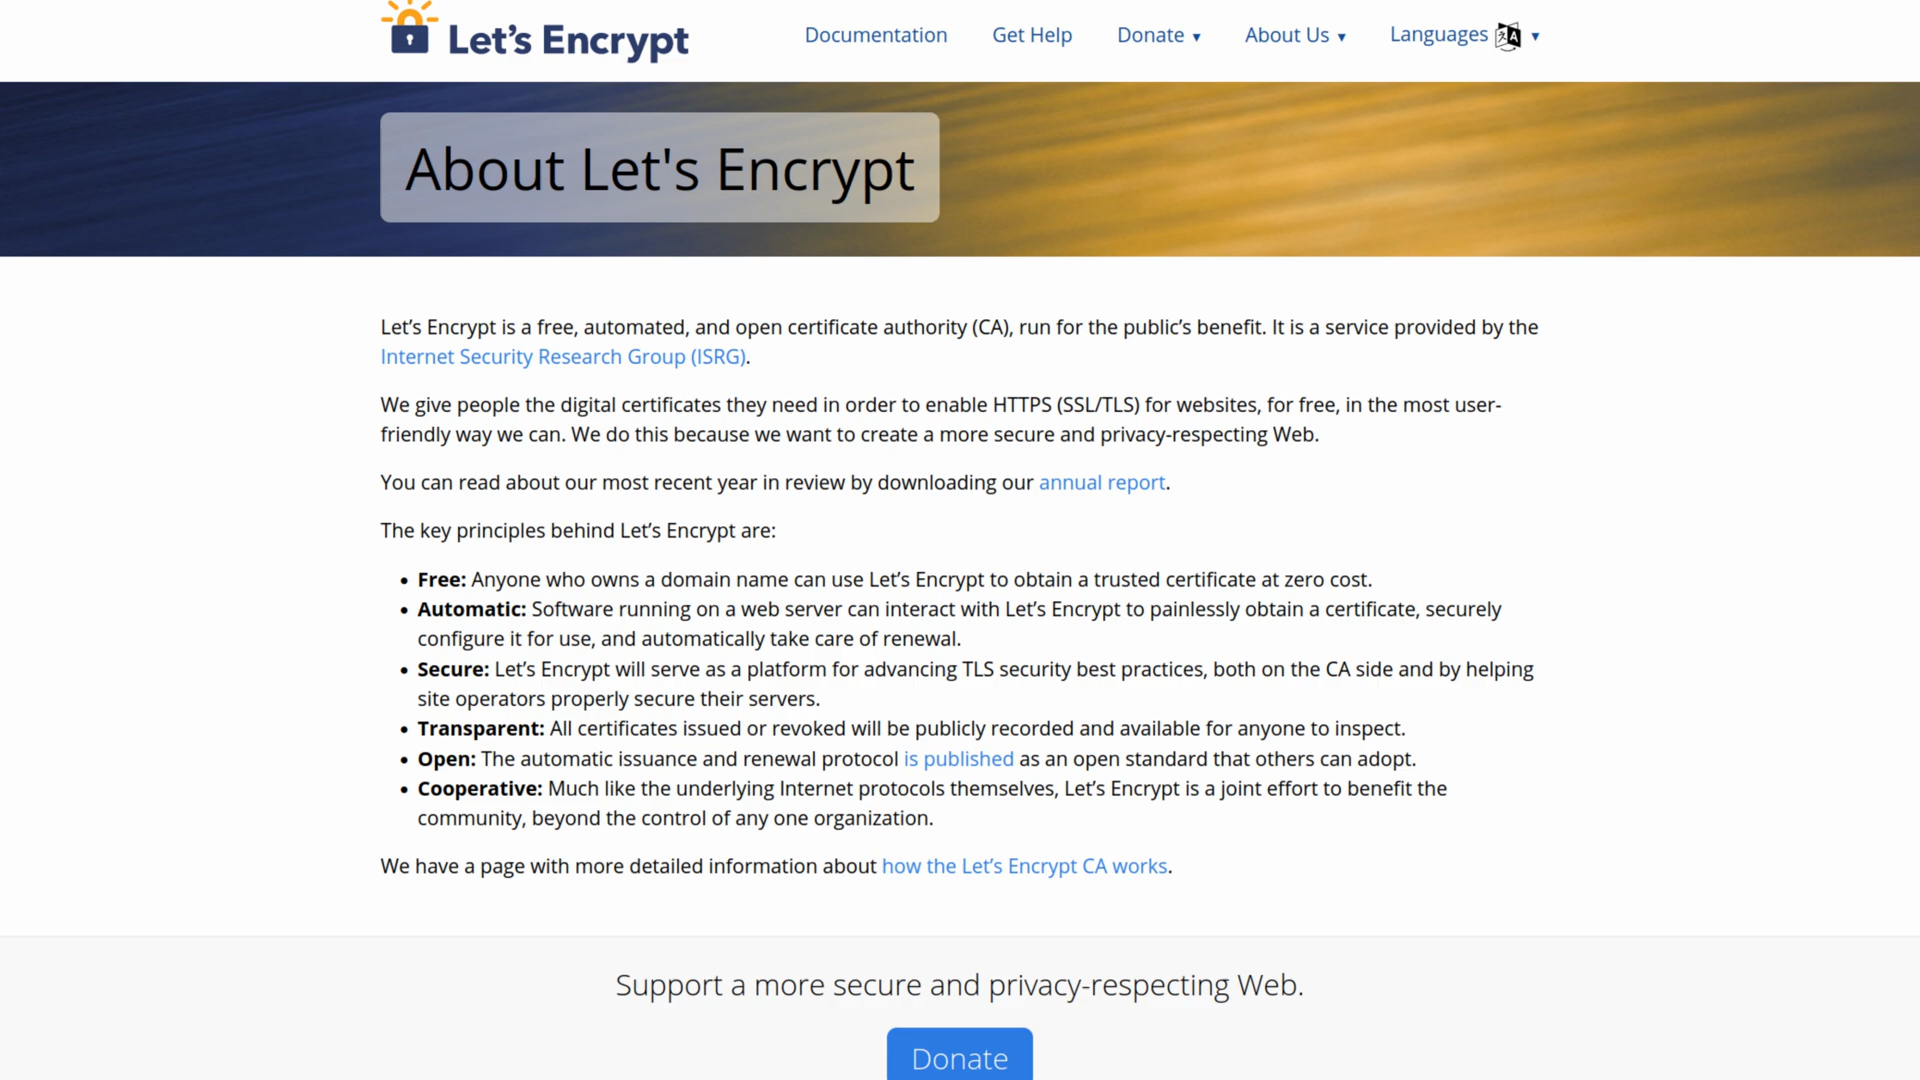 Let's Encrypt
Documentation
Get Help
Donate ▼
About Us ▼
Languages 文A ▼
About Let's Encrypt
Let’s Encrypt is a free, automated, and open certificate authority (CA), run for the public’s benefit. It is a service provided by the
Internet Security Research Group (ISRG).
We give people the digital certificates they need in order to enable HTTPS (SSL/TLS) for websites, for free, in the most user-
friendly way we can. We do this because we want to create a more secure and privacy-respecting Web.
You can read about our most recent year in review by downloading our annual report.
The key principles behind Let’s Encrypt are:
• Free: Anyone who owns a domain name can use Let’s Encrypt to obtain a trusted certificate at zero cost.
• Automatic: Software running on a web server can interact with Let’s Encrypt to painlessly obtain a certificate, securely
configure it for use, and automatically take care of renewal.
• Secure: Let’s Encrypt will serve as a platform for advancing TLS security best practices, both on the CA side and by helping
site operators properly secure their servers.
• Transparent: All certificates issued or revoked will be publicly recorded and available for anyone to inspect.
• Open: The automatic issuance and renewal protocol is published as an open standard that others can adopt.
• Cooperative: Much like the underlying Internet protocols themselves, Let’s Encrypt is a joint effort to benefit the
community, beyond the control of any one organization.
We have a page with more detailed information about how the Let’s Encrypt CA works.
Support a more secure and privacy-respecting Web.
Donate